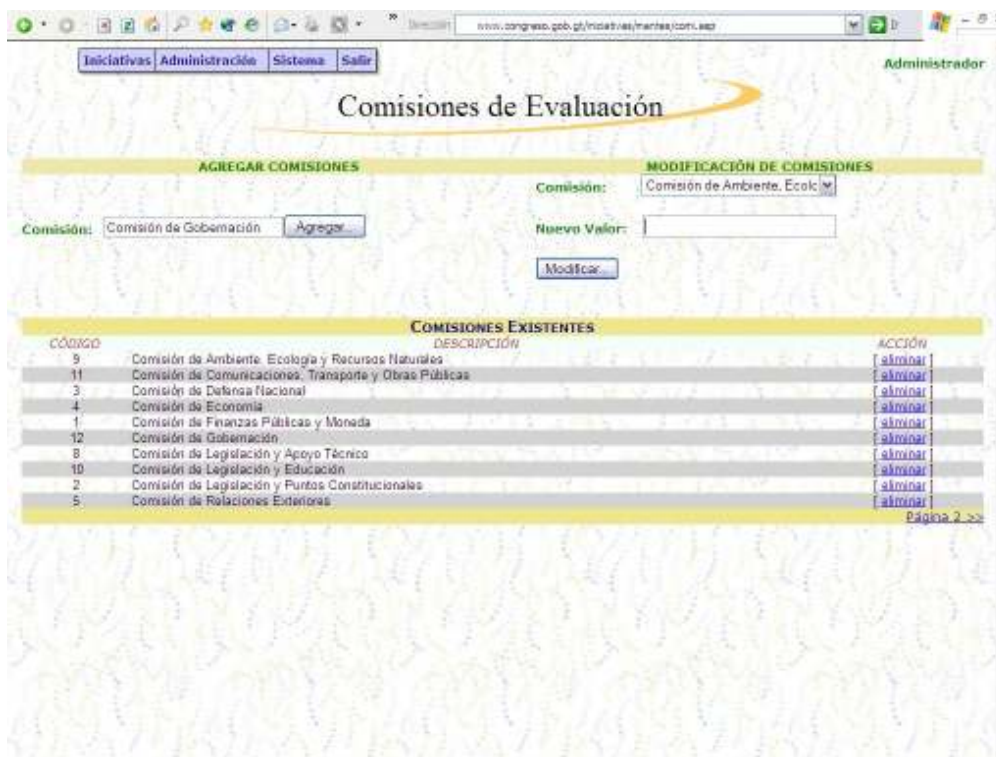 Dirección www.congreso.gob.gt/iniciativas/mantes/comi.asp Ir
Iniciativas Administración Sistema Salir
Administrador
Comisiones de Evaluación
AGREGAR COMISIONES
MODIFICACIÓN DE COMISIONES
Comisión: Comisión de Ambiente, Ecolc
Comisión: Comisión de Gobernación Agregar...
Nuevo Valor:
Modificar...
COMISIONES EXISTENTES
CÓDIGO DESCRIPCIÓN ACCIÓN
9 Comisión de Ambiente, Ecología y Recursos Naturales [ eliminar ]
11 Comisión de Comunicaciones, Transporte y Obras Públicas [ eliminar ]
3 Comisión de Defensa Nacional [ eliminar ]
4 Comisión de Economía [ eliminar ]
1 Comisión de Finanzas Públicas y Moneda [ eliminar ]
12 Comisión de Gobernación [ eliminar ]
8 Comisión de Legislación y Apoyo Técnico [ eliminar ]
10 Comisión de Legislación y Educación [ eliminar ]
2 Comisión de Legislación y Puntos Constitucionales [ eliminar ]
5 Comisión de Relaciones Exteriores [ eliminar ]
Página 2 >>